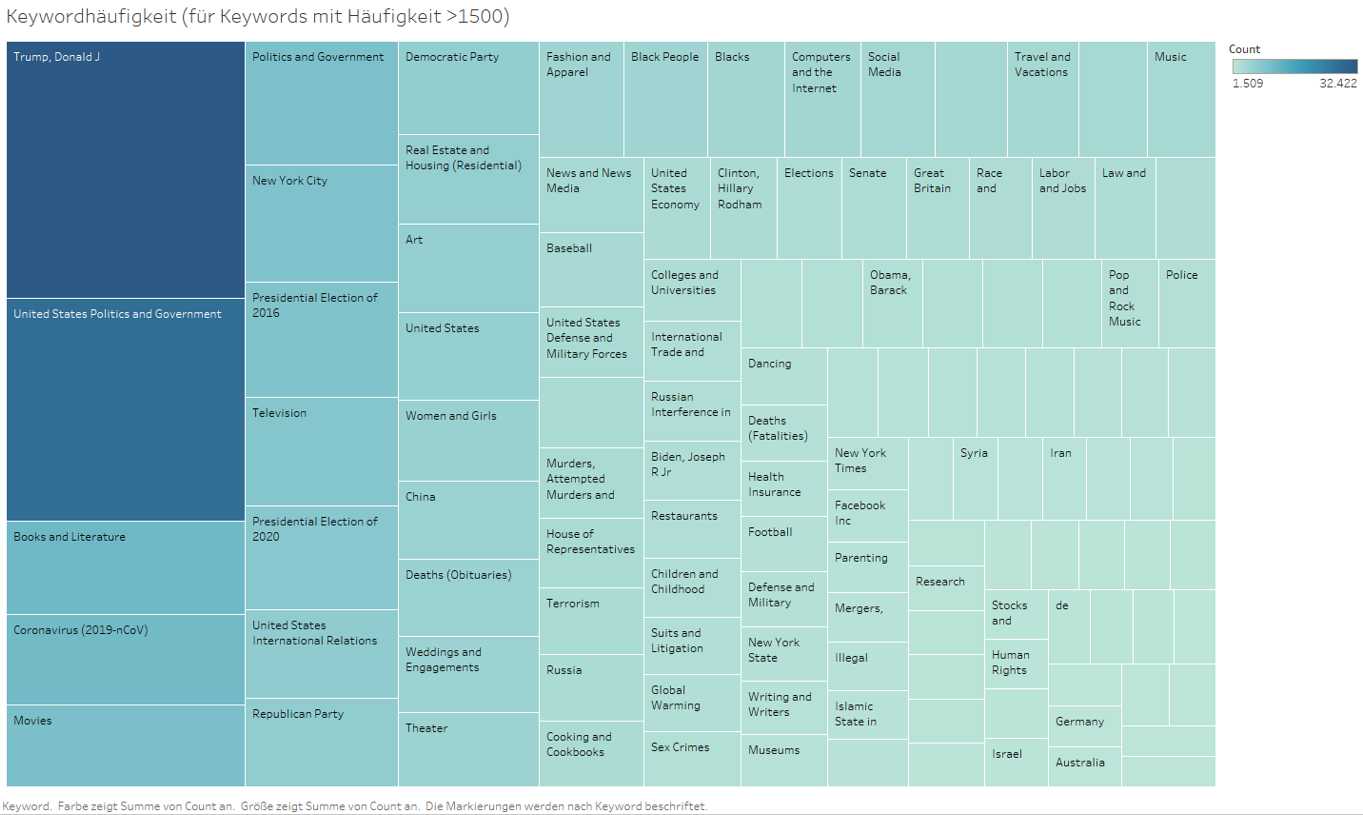 Keywordhäufigkeit (für Keywords mit Häufigkeit >1500)
Trump, Donald J
United States Politics and Government
Books and Literature
Coronavirus (2019-nCoV)
Movies
Politics and Government
New York City
Presidential Election of
2016
Television
Presidential Election of
2020
United States
International Relations
Republican Party
Democratic Party
Real Estate and
Housing (Residential)
Art
United States
Women and Girls
China
Deaths (Obituaries)
Weddings and
Engagements
Theater
Fashion and
Apparel
Black People
Blacks
Computers
and the
Internet
Social
Media
Travel and
Vacations
Music
News and News
Media
Baseball
United States
Defense and
Military Forces
Murders,
Attempted
Murders and
House of
Representatives
Terrorism
Russia
Cooking and
Cookbooks
United
States
Economy
Clinton,
Hillary
Rodham
Elections
Senate
Great
Britain
Race
and
Labor
and Jobs
Law and
Colleges and
Universities
International
Trade and
Russian
Interference in
Biden, Joseph
R Jr
Restaurants
Children and
Childhood
Suits and
Litigation
Global
Warming
Sex Crimes
Obama,
Barack
Pop
and
Rock
Music
Police
Dancing
Deaths
(Fatalities)
Health
Insurance
Football
Defense and
Military
New York
State
Writing and
Writers
Museums
New York
Times
Facebook
Inc
Parenting
Mergers,
Illegal
Islamic
State in
Syria
Iran
Research
Stocks
and
Human
Rights
Israel
de
Germany
Australia
Count
1.509
32.422
Keyword. Farbe zeigt Summe von Count an. Größe zeigt Summe von Count an. Die Markierungen werden nach Keyword beschriftet.